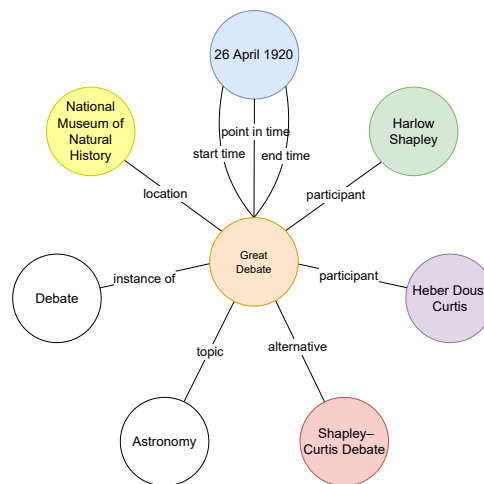 26 April 1920
National
Museum of
Natural
History
Harlow
Shapley
point in time
start time
end time
location
participant
Great
Debate
instance of
participant
Debate
Heber Doust
Curtis
topic
alternative
Astronomy
Shapley–
Curtis Debate